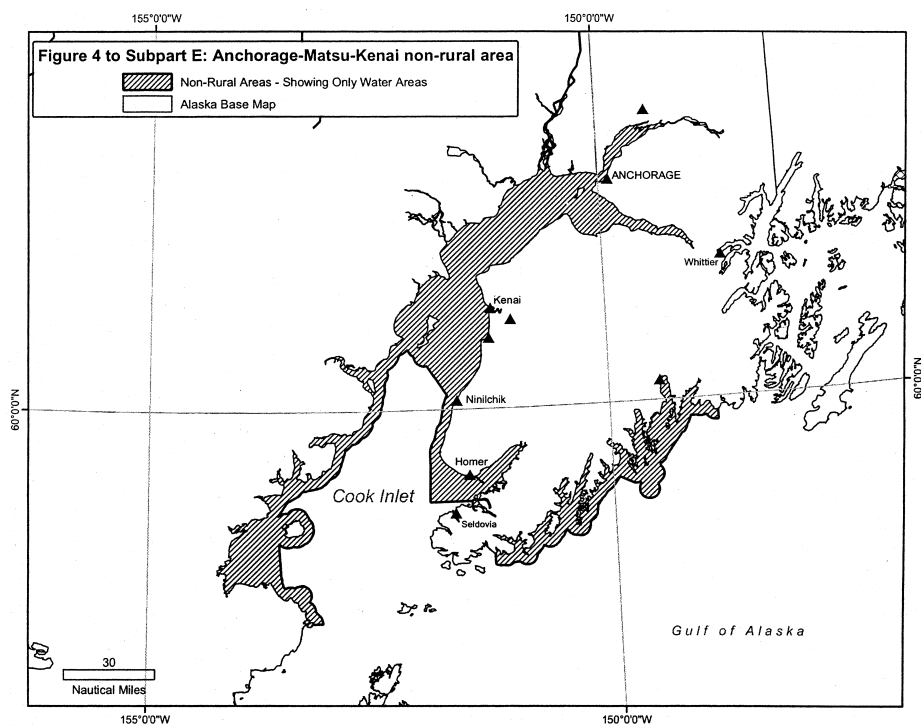 155°0'0"W
150°0'0"W
Figure 4 to Subpart E: Anchorage-Matsu-Kenai non-rural area
Non-Rural Areas - Showing Only Water Areas
Alaska Base Map
ANCHORAGE
Whittier
Kenai
60°0'0"N
60°0'0"N
Ninilchik
Homer
Cook Inlet
Seldovia
Gulf of Alaska
30
Nautical Miles
155°0'0"W
150°0'0"W